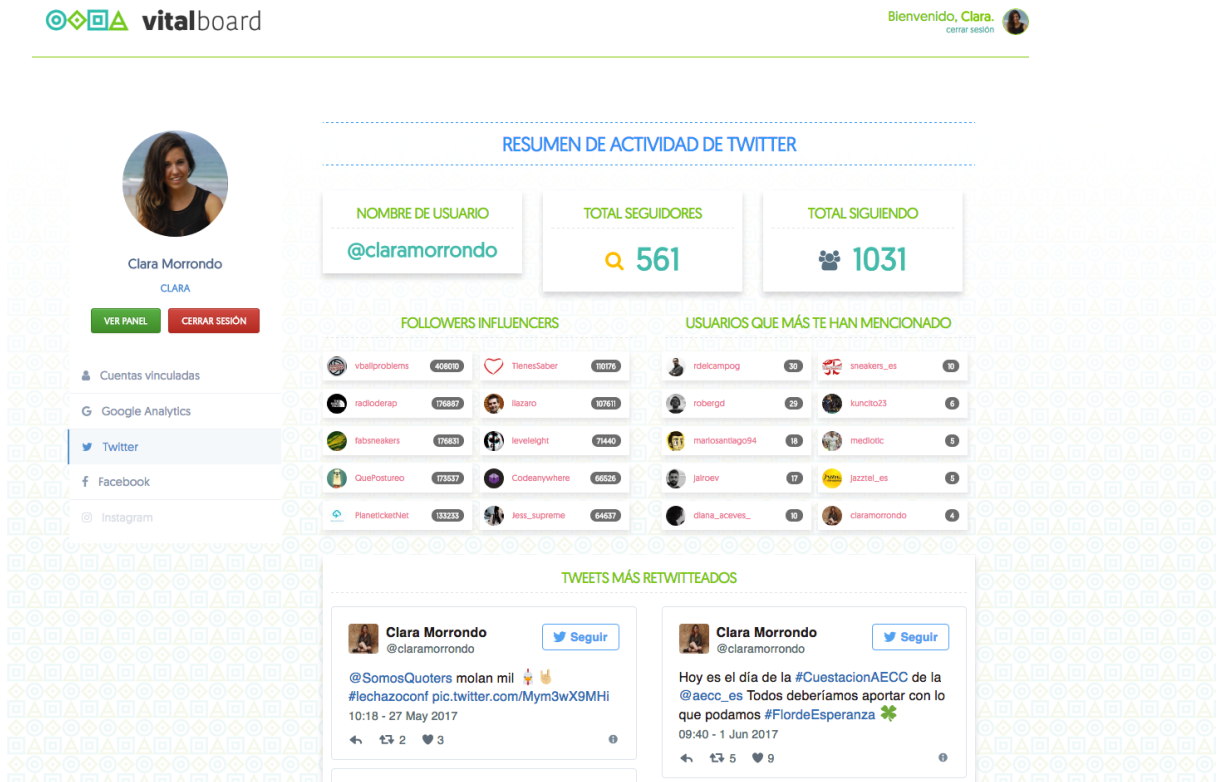 vitalboard
Bienvenido, Clara.
cerrar sesión
Clara Morrondo
CLARA
VER PANEL
CERRAR SESIÓN
Cuentas vinculadas
Google Analytics
Twitter
Facebook
Instagram
RESUMEN DE ACTIVIDAD DE TWITTER
NOMBRE DE USUARIO
@claramorrondo
TOTAL SEGUIDORES
561
TOTAL SIGUIENDO
1031
FOLLOWERS INFLUENCERS
vballproblems 408010
TienesSaber 110176
radioderap 176887
llazaro 107611
fabsneakers 176831
leveleight 71440
QuePostureo 173537
Codeanywhere 66526
PlaneticketNet 133233
Jess_supreme 64637
USUARIOS QUE MÁS TE HAN MENCIONADO
rdelcampog 30
sneakers_es 10
robergd 29
kuncito23 6
mariosantiago94 18
mediotic 5
jairoev 17
jazztel_es 5
diana_aceves_ 10
claramorrondo 4
TWEETS MÁS RETWITTEADOS
Clara Morrondo
@claramorrondo
Seguir
@SomosQuoters molan mil
#lechazoconf pic.twitter.com/Mym3wX9MHi
10:18 - 27 May 2017
2 3
Clara Morrondo
@claramorrondo
Seguir
Hoy es el día de la #CuestacionAECC de la
@aecc_es Todos deberíamos aportar con lo
que podamos #FlordeEsperanza
09:40 - 1 Jun 2017
5 9